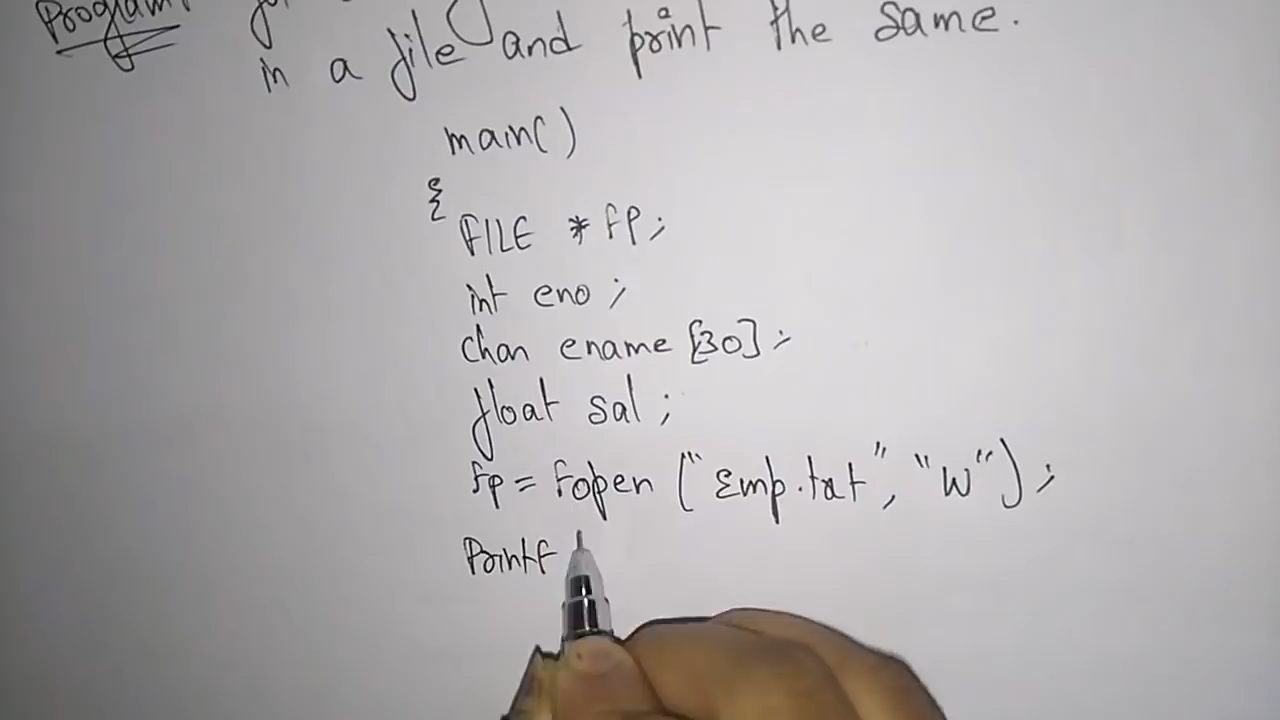 Program:
in a file and print the same.
main()
{
FILE * fp;
int eno ;
char ename [30] ;
float sal ;
fp = fopen ("Emp.txt", "w") ;
Printf